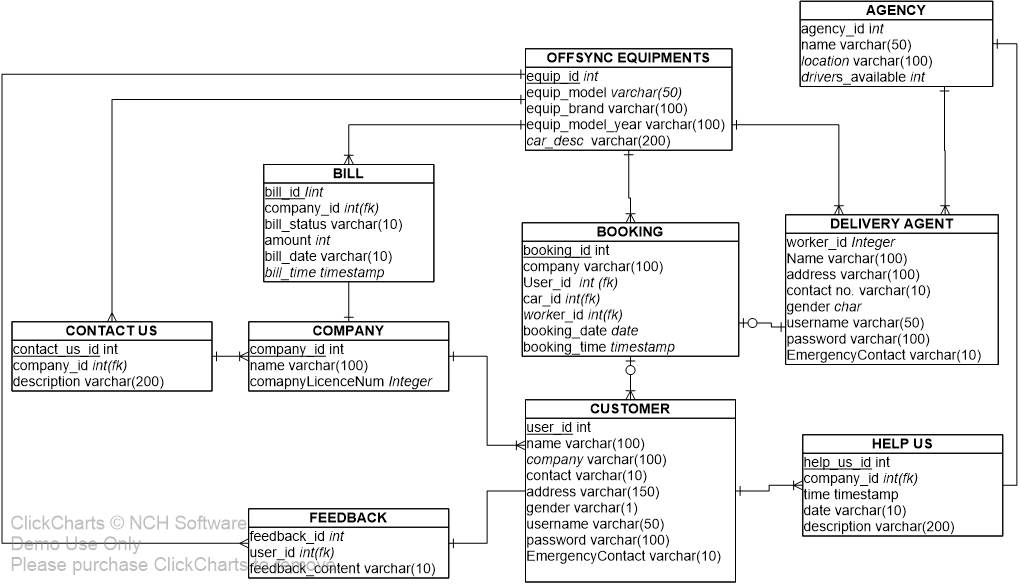 AGENCY
agency_id int
name varchar(50)
location varchar(100)
drivers_available int
OFFSYNC EQUIPMENTS
equip_id int
equip_model varchar(50)
equip_brand varchar(100)
equip_model_year varchar(100)
car_desc varchar(200)
BILL
bill_id Iint
company_id int(fk)
bill_status varchar(10)
amount int
bill_date varchar(10)
bill_time timestamp
BOOKING
booking_id int
company varchar(100)
User_id int (fk)
car_id int(fk)
worker_id int(fk)
booking_date date
booking_time timestamp
DELIVERY AGENT
worker_id Integer
Name varchar(100)
address varchar(100)
contact no. varchar(10)
gender char
username varchar(50)
password varchar(100)
EmergencyContact varchar(10)
CONTACT US
contact_us_id int
company_id int(fk)
description varchar(200)
COMPANY
company_id int
name varchar(100)
comapnyLicenceNum Integer
CUSTOMER
user_id int
name varchar(100)
company varchar(100)
contact varchar(10)
address varchar(150)
gender varchar(1)
username varchar(50)
password varchar(100)
EmergencyContact varchar(10)
HELP US
help_us_id int
company_id int(fk)
time timestamp
date varchar(10)
description varchar(200)
FEEDBACK
feedback_id int
user_id int(fk)
feedback_content varchar(10)
ClickCharts © NCH Software
Demo Use Only
Please purchase ClickCharts to remove